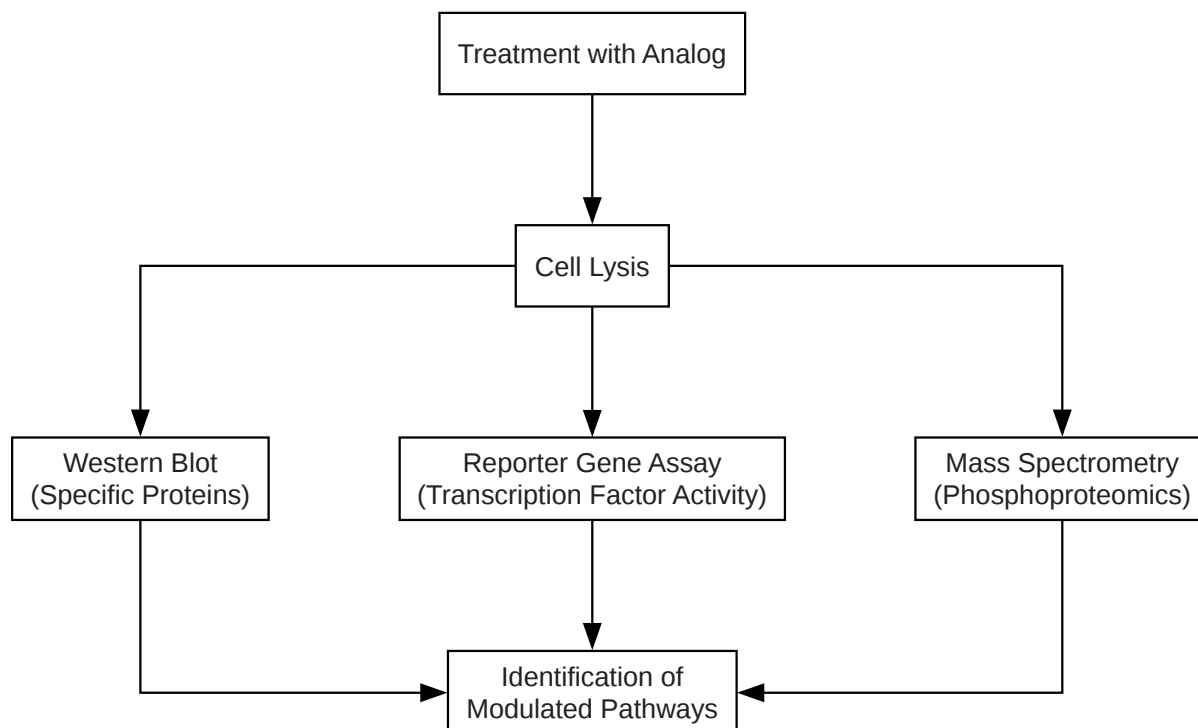 Treatment with Analog
Cell Lysis
Western Blot
(Specific Proteins)
Reporter Gene Assay
(Transcription Factor Activity)
Mass Spectrometry
(Phosphoproteomics)
Identification of
Modulated Pathways